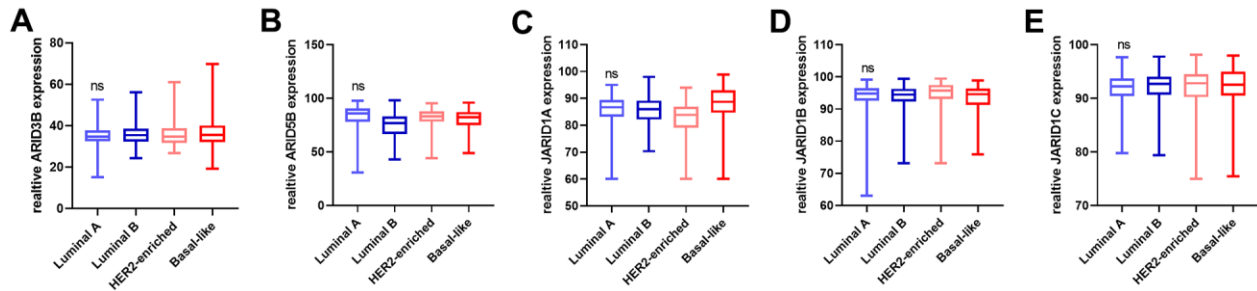 A
realtive ARID3B expression
80
60
40
20
0
ns
Luminal A
Luminal B
HER2-enriched
Basal-like
B
realtive ARID5B expression
150
100
50
0
ns
Luminal A
Luminal B
HER2-enriched
Basal-like
C
realtive JARID1A expression
110
100
90
80
70
60
50
ns
Luminal A
Luminal B
HER2-enriched
Basal-like
D
realtive JARID1B expression
110
100
90
80
70
60
ns
Luminal A
Luminal B
HER2-enriched
Basal-like
E
realtive JARID1C expression
100
90
80
70
ns
Luminal A
Luminal B
HER2-enriched
Basal-like